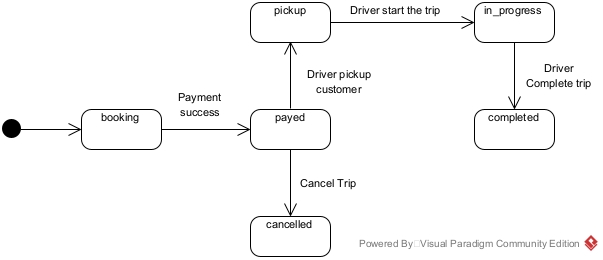 pickup
Driver start the trip
in_progress
Driver pickup
customer
Driver
Complete trip
Payment
success
booking
payed
completed
Cancel Trip
cancelled
Powered By Visual Paradigm Community Edition